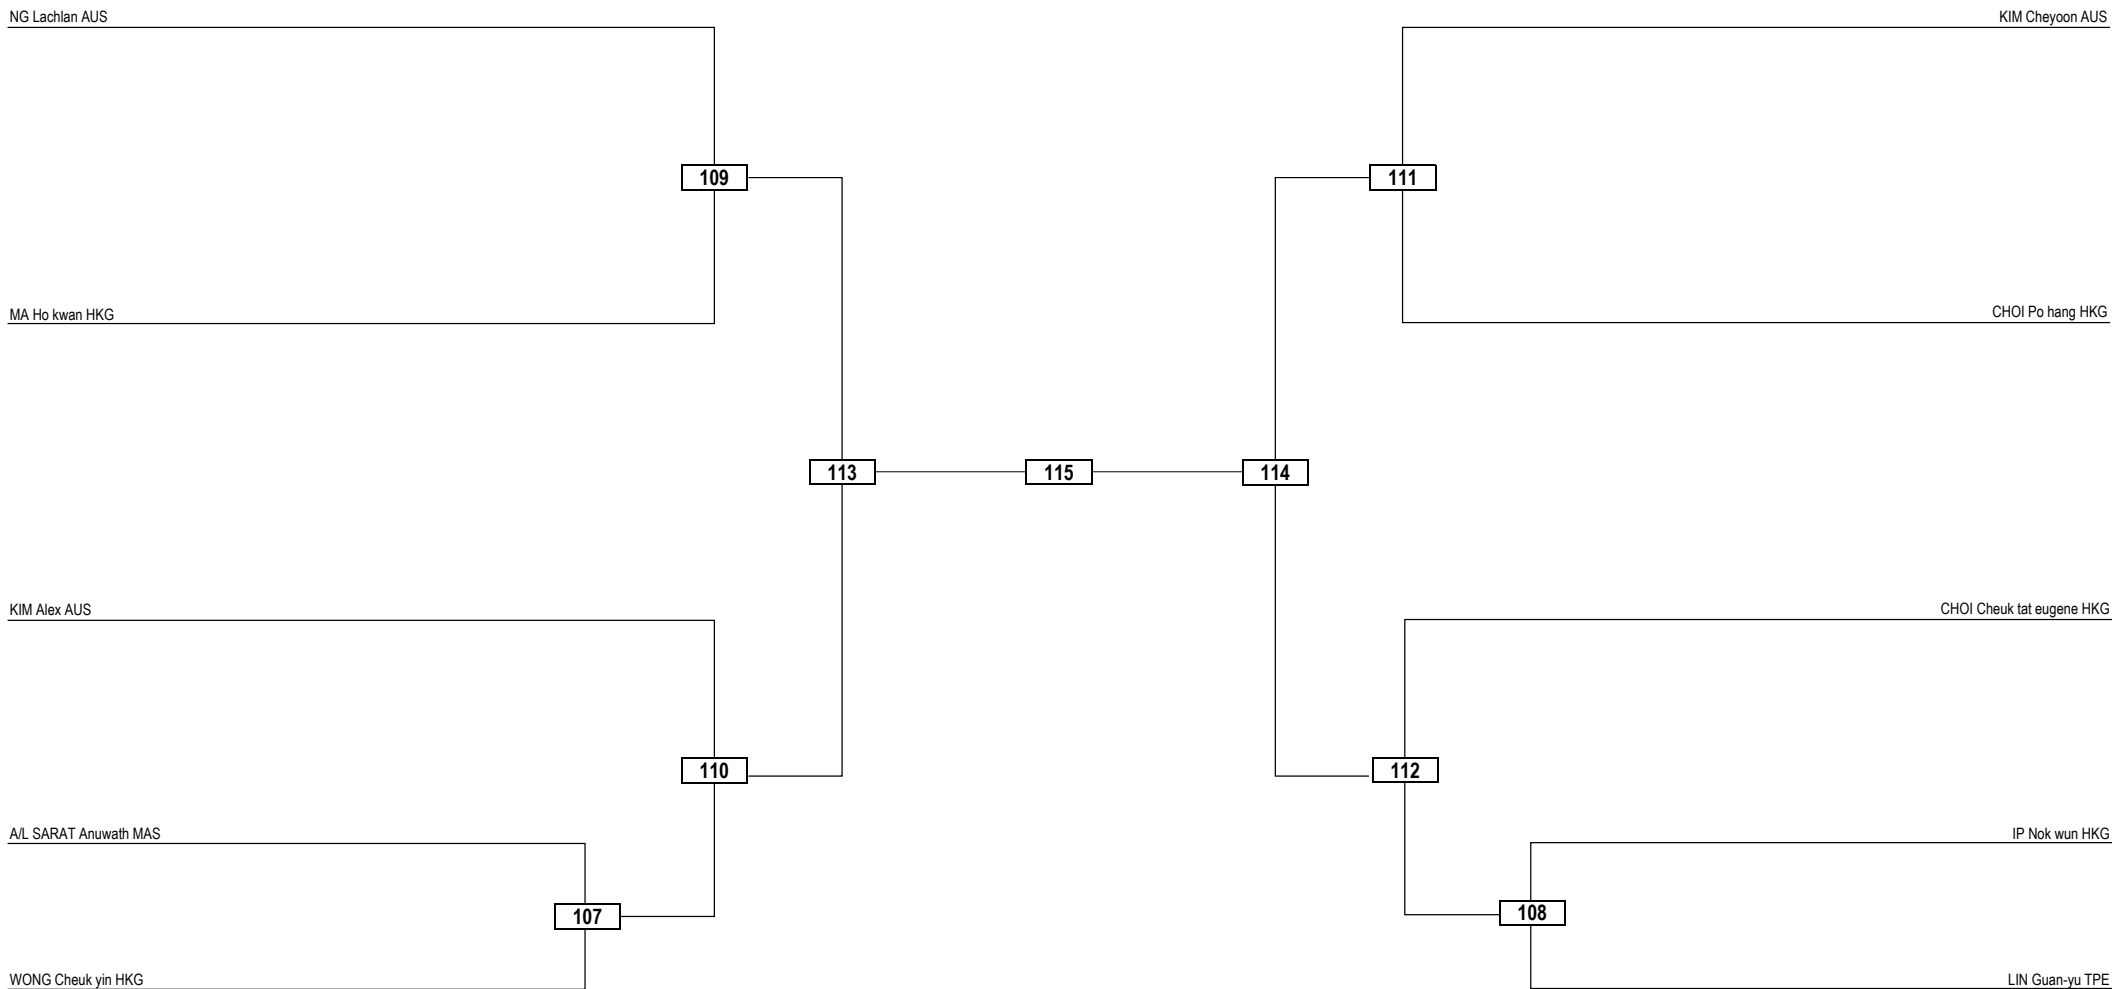 NG Lachlan AUS
KIM Cheyoon AUS
109
111
MA Ho kwan HKG
CHOI Po hang HKG
113
115
114
KIM Alex AUS
CHOI Cheuk tat eugene HKG
110
112
A/L SARAT Anuwath MAS
IP Nok wun HKG
107
108
WONG Cheuk yin HKG
LIN Guan-yu TPE